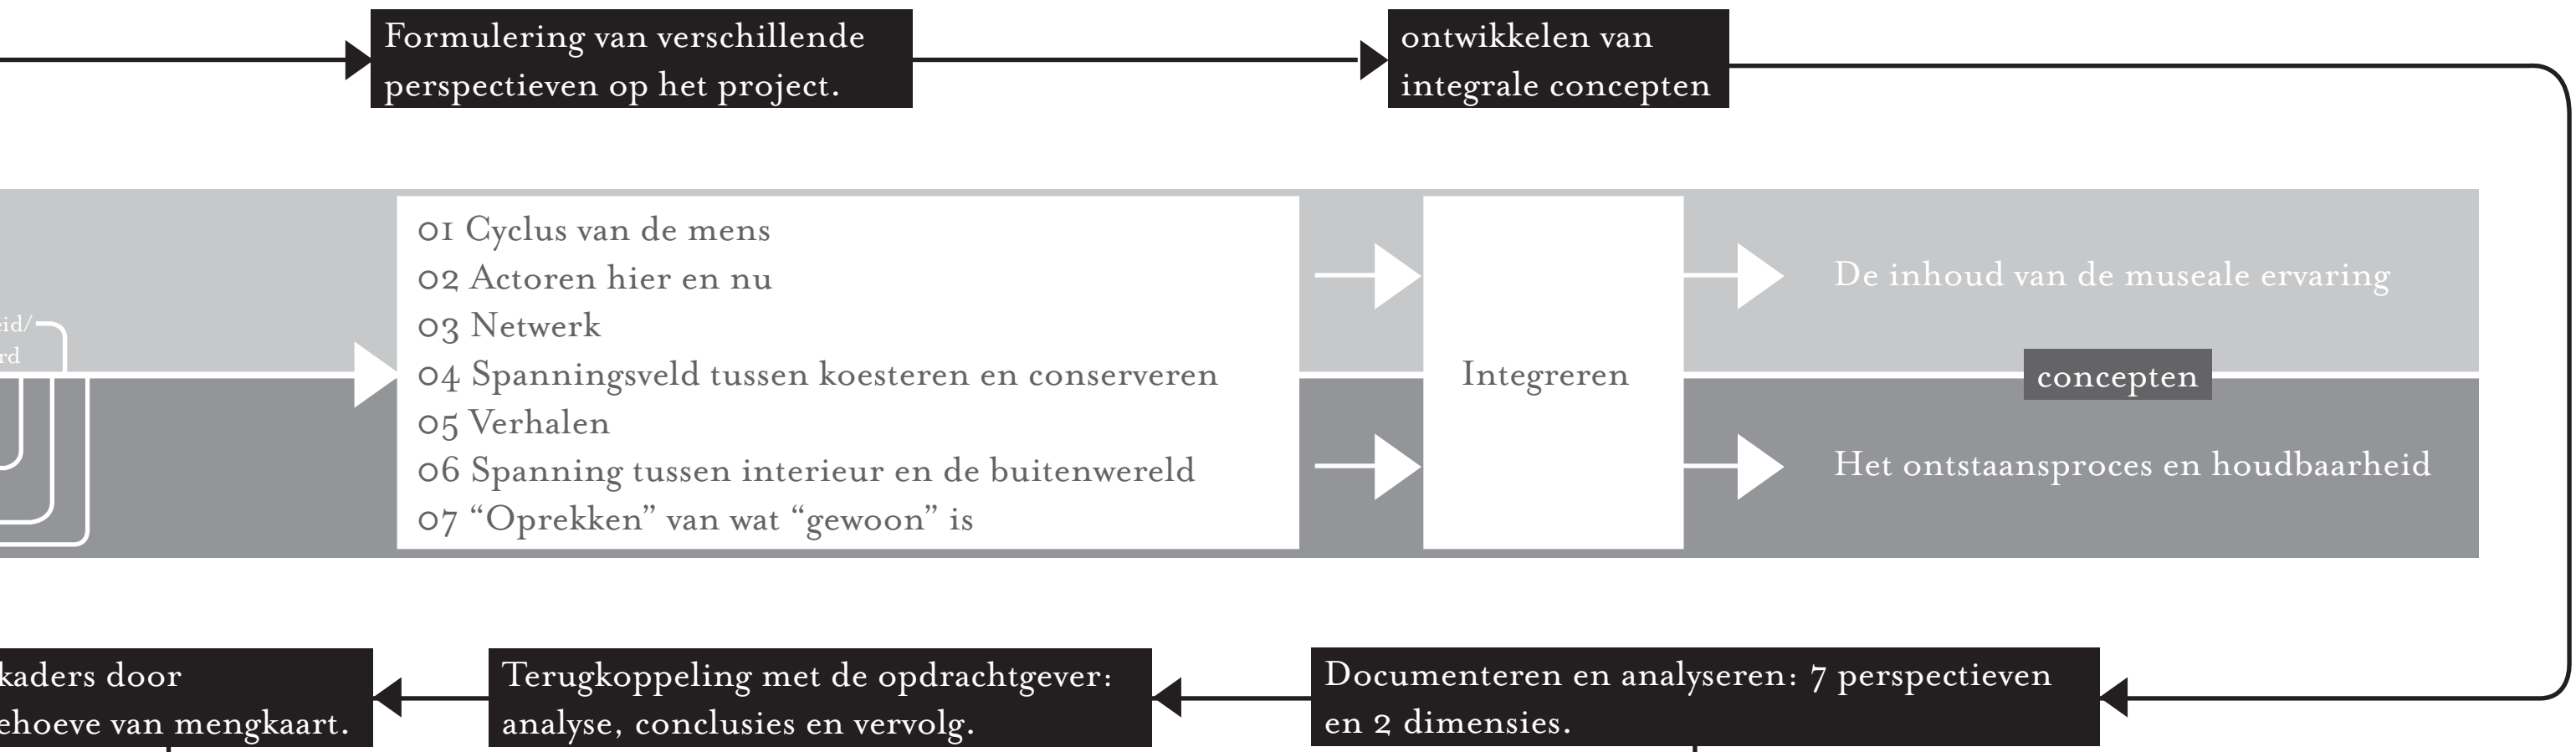 Formulering van verschillende
perspectieven op het project.
ontwikkelen van
integrale concepten
01 Cyclus van de mens
02 Actoren hier en nu
03 Netwerk
04 Spanningsveld tussen koesteren en conserveren
05 Verhalen
06 Spanning tussen interieur en de buitenwereld
07 “Oprekken” van wat “gewoon” is
Integreren
De inhoud van de museale ervaring
concepten
Het ontstaansproces en houdbaarheid
kaders door
ehoeve van mengkaart.
Terugkoppeling met de opdrachtgever:
analyse, conclusies en vervolg.
Documenteren en analyseren: 7 perspectieven
en 2 dimensies.